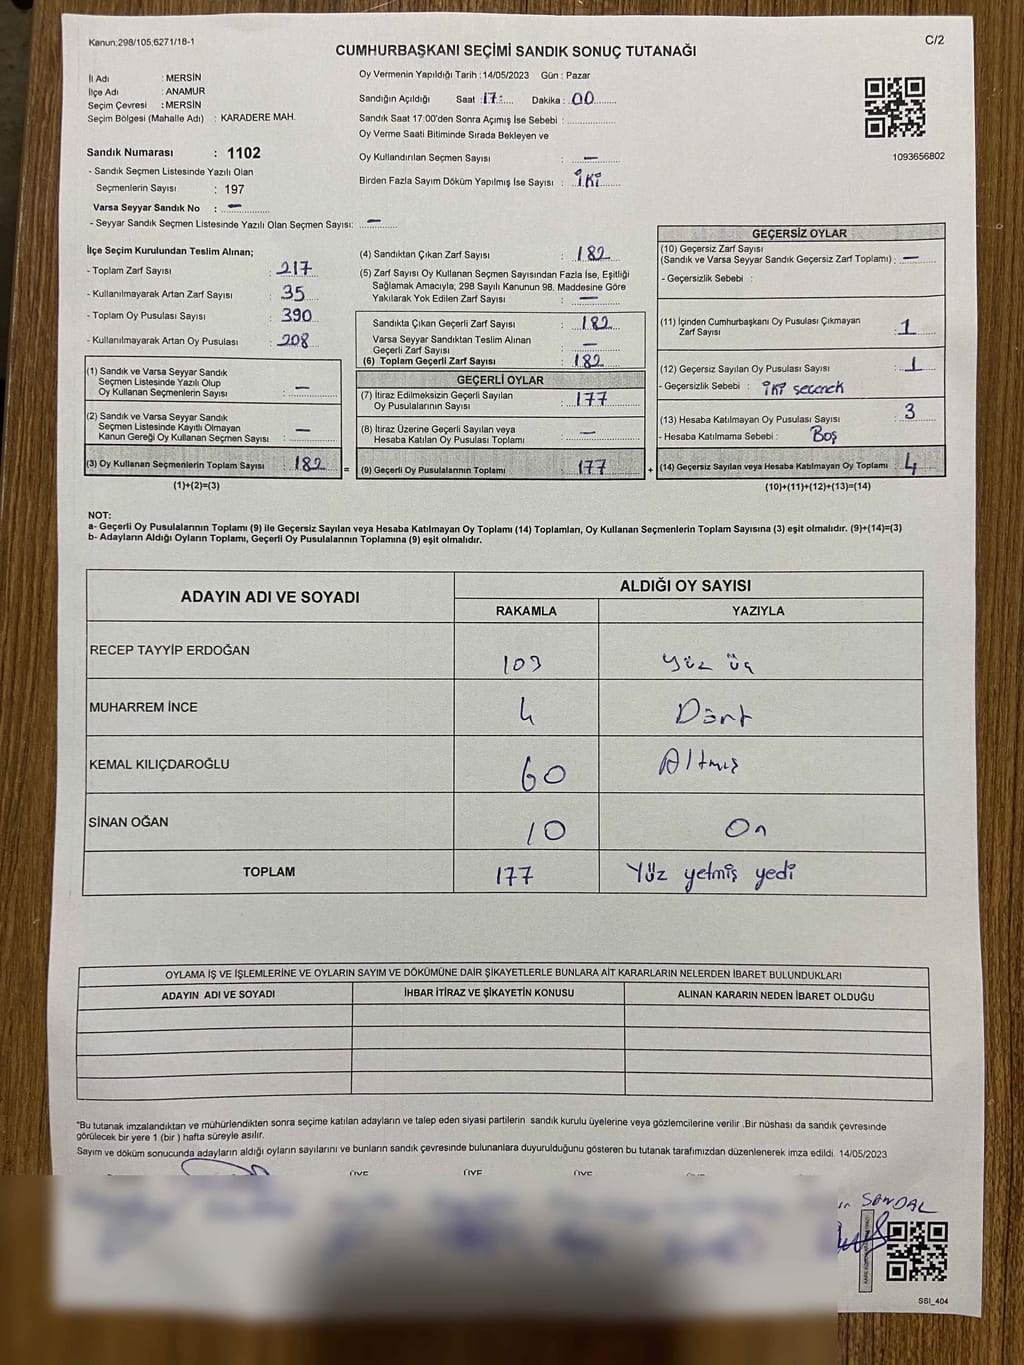 Kanun;298/105,6271/18-1
C/2
CUMHURBAŞKANI SEÇİMİ SANDIK SONUÇ TUTANAĞI
İl Adı : MERSİN
İlçe Adı : ANAMUR
Seçim Çevresi : MERSİN
Seçim Bölgesi (Mahalle Adı) : KARADERE MAH.
Sandık Numarası : 1102
- Sandık Seçmen Listesinde Yazılı Olan
Seçmenlerin Sayısı : 197
Varsa Seyyar Sandık No : —
- Seyyar Sandık Seçmen Listesinde Yazılı Olan Seçmen Sayısı: —
Oy Vermenin Yapıldığı Tarih : 14/05/2023 Gün : Pazar
Sandığın Açıldığı Saat : 17: Dakika : 00
Sandık Saat 17:00'den Sonra Açımış İse Sebebi :
Oy Verme Saati Bitiminde Sırada Bekleyen ve
Oy Kullandırılan Seçmen Sayısı : —
Birden Fazla Sayım Döküm Yapılmış İse Sayısı : iki
1093656802
İlçe Seçim Kurulundan Teslim Alınan;
- Toplam Zarf Sayısı : 217
- Kullanılmayarak Artan Zarf Sayısı : 35
- Toplam Oy Pusulası Sayısı : 390
- Kullanılmayarak Artan Oy Pusulası : 208
(1) Sandık ve Varsa Seyyar Sandık
Seçmen Listesinde Yazılı Olup
Oy Kullanan Seçmenlerin Sayısı : —
(2) Sandık ve Varsa Seyyar Sandık
Seçmen Listesinde Kayıtlı Olmayan
Kanun Gereği Oy Kullanan Seçmen Sayısı : —
(3) Oy Kullanan Seçmenlerin Toplam Sayısı : 182 =
(1)+(2)=(3)
(4) Sandıktan Çıkan Zarf Sayısı : 182
(5) Zarf Sayısı Oy Kullanan Seçmen Sayısından Fazla İse, Eşitliği
Sağlamak Amacıyla; 298 Sayılı Kanunun 98. Maddesine Göre
Yakılarak Yok Edilen Zarf Sayısı : —
Sandıkta Çıkan Geçerli Zarf Sayısı : 182
Varsa Seyyar Sandıktan Teslim Alınan
Geçerli Zarf Sayısı : —
(6) Toplam Geçerli Zarf Sayısı : 182
GEÇERLİ OYLAR
(7) İtiraz Edilmeksizin Geçerli Sayılan
Oy Pusulalarının Sayısı : 177
(8) İtiraz Üzerine Geçerli Sayılan veya
Hesaba Katılan Oy Pusulası Toplamı : —
(9) Geçerli Oy Pusulalarının Toplamı : 177 +
GEÇERSİZ OYLAR
(10) Geçersiz Zarf Sayısı
(Sandık ve Varsa Seyyar Sandık Geçersiz Zarf Toplamı) : —
- Geçersizlik Sebebi :
(11) İçinden Cumhurbaşkanı Oy Pusulası Çıkmayan
Zarf Sayısı : 1
(12) Geçersiz Sayılan Oy Pusulası Sayısı : 1
- Geçersizlik Sebebi : iki secenek
(13) Hesaba Katılmayan Oy Pusulası Sayısı : 3
- Hesaba Katılmama Sebebi : Boş
(14) Geçersiz Sayılan veya Hesaba Katılmayan Oy Toplamı : 4
(10)+(11)+(12)+(13)=(14)
NOT:
a- Geçerli Oy Pusulalarının Toplamı (9) ile Geçersiz Sayılan veya Hesaba Katılmayan Oy Toplamı (14) Toplamları, Oy Kullanan Seçmenlerin Toplam Sayısına (3) eşit olmalıdır. (9)+(14)=(3)
b- Adayların Aldığı Oyların Toplamı, Geçerli Oy Pusulalarının Toplamına (9) eşit olmalıdır.
ADAYIN ADI VE SOYADI
ALDIĞI OY SAYISI
RAKAMLA YAZIYLA
RECEP TAYYİP ERDOĞAN 103 Yüz üç
MUHARREM İNCE 4 Dört
KEMAL KILIÇDAROĞLU 60 Altmış
SİNAN OĞAN 10 On
TOPLAM 177 Yüz yetmiş yedi
OYLAMA İŞ VE İŞLEMLERİNE VE OYLARIN SAYIM VE DÖKÜMÜNE DAİR ŞİKAYETLERLE BUNLARA AİT KARARLARIN NELERDEN İBARET BULUNDUKLARI
ADAYIN ADI VE SOYADI İHBAR İTİRAZ VE ŞİKAYETİN KONUSU ALINAN KARARIN NEDEN İBARET OLDUĞU
*Bu tutanak imzalandıktan ve mühürlendikten sonra seçime katılan adayların ve talep eden siyasi partilerin sandık kurulu üyelerine veya gözlemcilerine verilir .Bir nüshası da sandık çevresinde
görülecek bir yere 1 (bir ) hafta süreyle asılır.
Sayım ve döküm sonucunda adayların aldığı oyların sayılarını ve bunların sandık çevresinde bulunanlara duyurulduğunu gösteren bu tutanak tarafımızdan düzenlenerek imza edildi. 14/05/2023
ÜYE ÜYE ÜYE
SANDAL
SSI_404